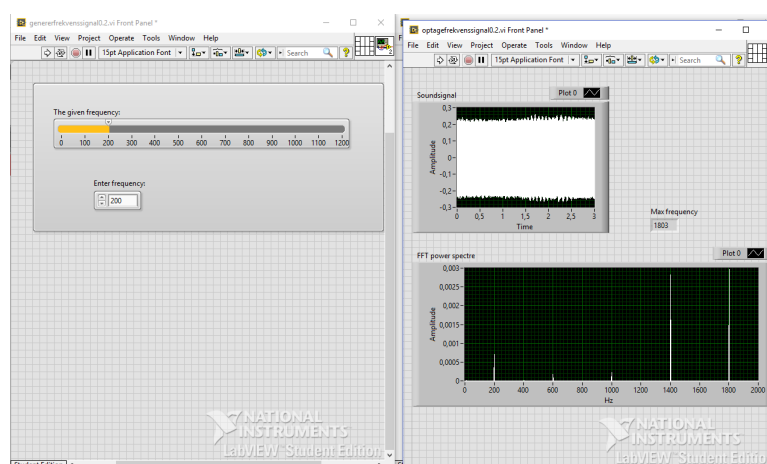 generérfrekvenssignal0.2.vi Front Panel *
File Edit View Project Operate Tools Window Help
15pt Application Font
Search
2
The given frequency:
0 100 200 300 400 500 600 700 800 900 1000 1100 1200
Enter frequency:
200
NATIONAL
INSTRUMENTS
LabVIEW Student Edition
Student Edition
optagefrekvenssignal0.2.vi Front Panel *
File Edit View Project Operate Tools Window Help
15pt Application Font
Search
Soundsignal
Plot 0
Amplitude
0,3
0,2
0,1
0
-0,1
-0,2
-0,3
0 0,5 1 1,5 2 2,5 3
Time
Max frequency
1803
FFT power spectre
Plot 0
Amplitude
0,003
0,0025
0,002
0,0015
0,001
0,0005
0
0 200 400 600 800 1000 1200 1400 1600 1800 2000
Hz
NATIONAL
INSTRUMENTS
LabVIEW Student Edition